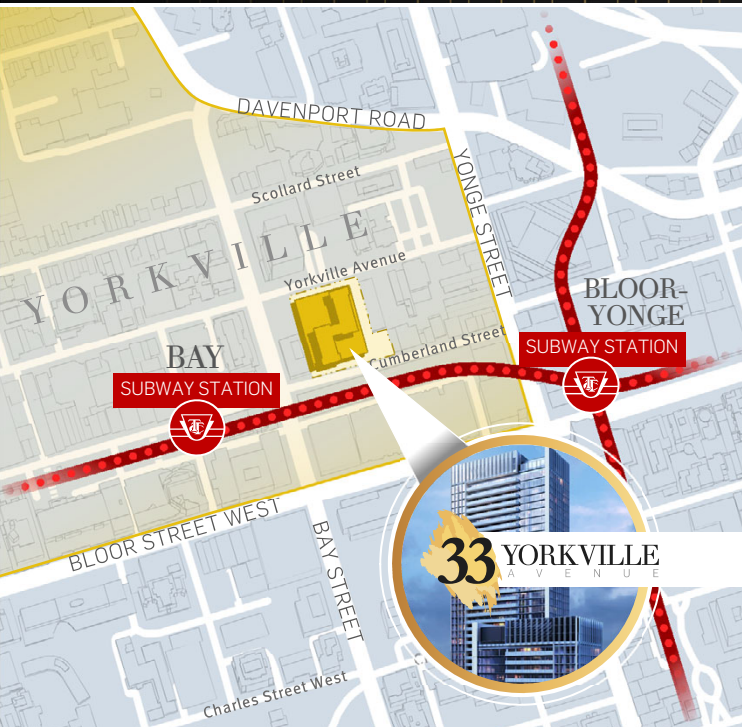 DAVENPORT ROAD
Scollard Street
YONGE STREET
YORKVILLE
Yorkville Avenue
BLOOR-
YONGE
SUBWAY STATION
Cumberland Street
BAY
SUBWAY STATION
BLOOR STREET WEST
BAY STREET
33 YORKVILLE
AVENUE
Charles Street West